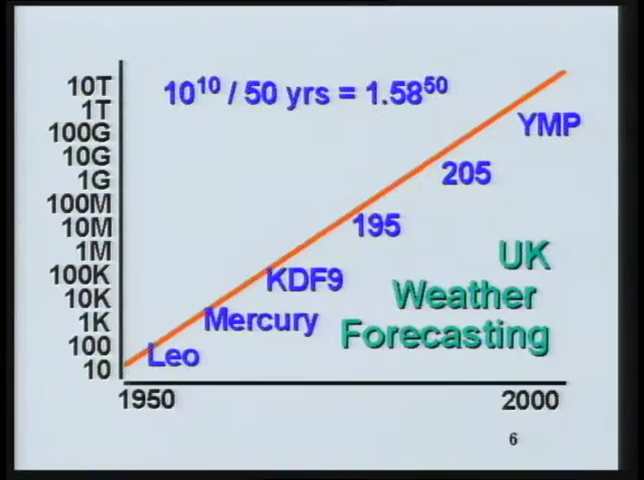 10¹⁰ / 50 yrs = 1.58⁵⁰
10T
1T
100G
10G
1G
100M
10M
1M
100K
10K
1K
100
10
YMP
205
195
KDF9
Mercury
Leo
UK
Weather
Forecasting
1950
2000
6